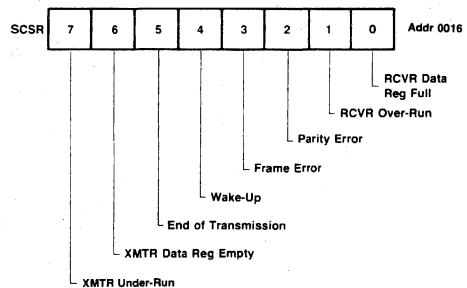 SCSR 7 6 5 4 3 2 1 0 Addr 0016
RCVR Data
Reg Full
RCVR Over-Run
Parity Error
Frame Error
Wake-Up
End of Transmission
XMTR Data Reg Empty
XMTR Under-Run